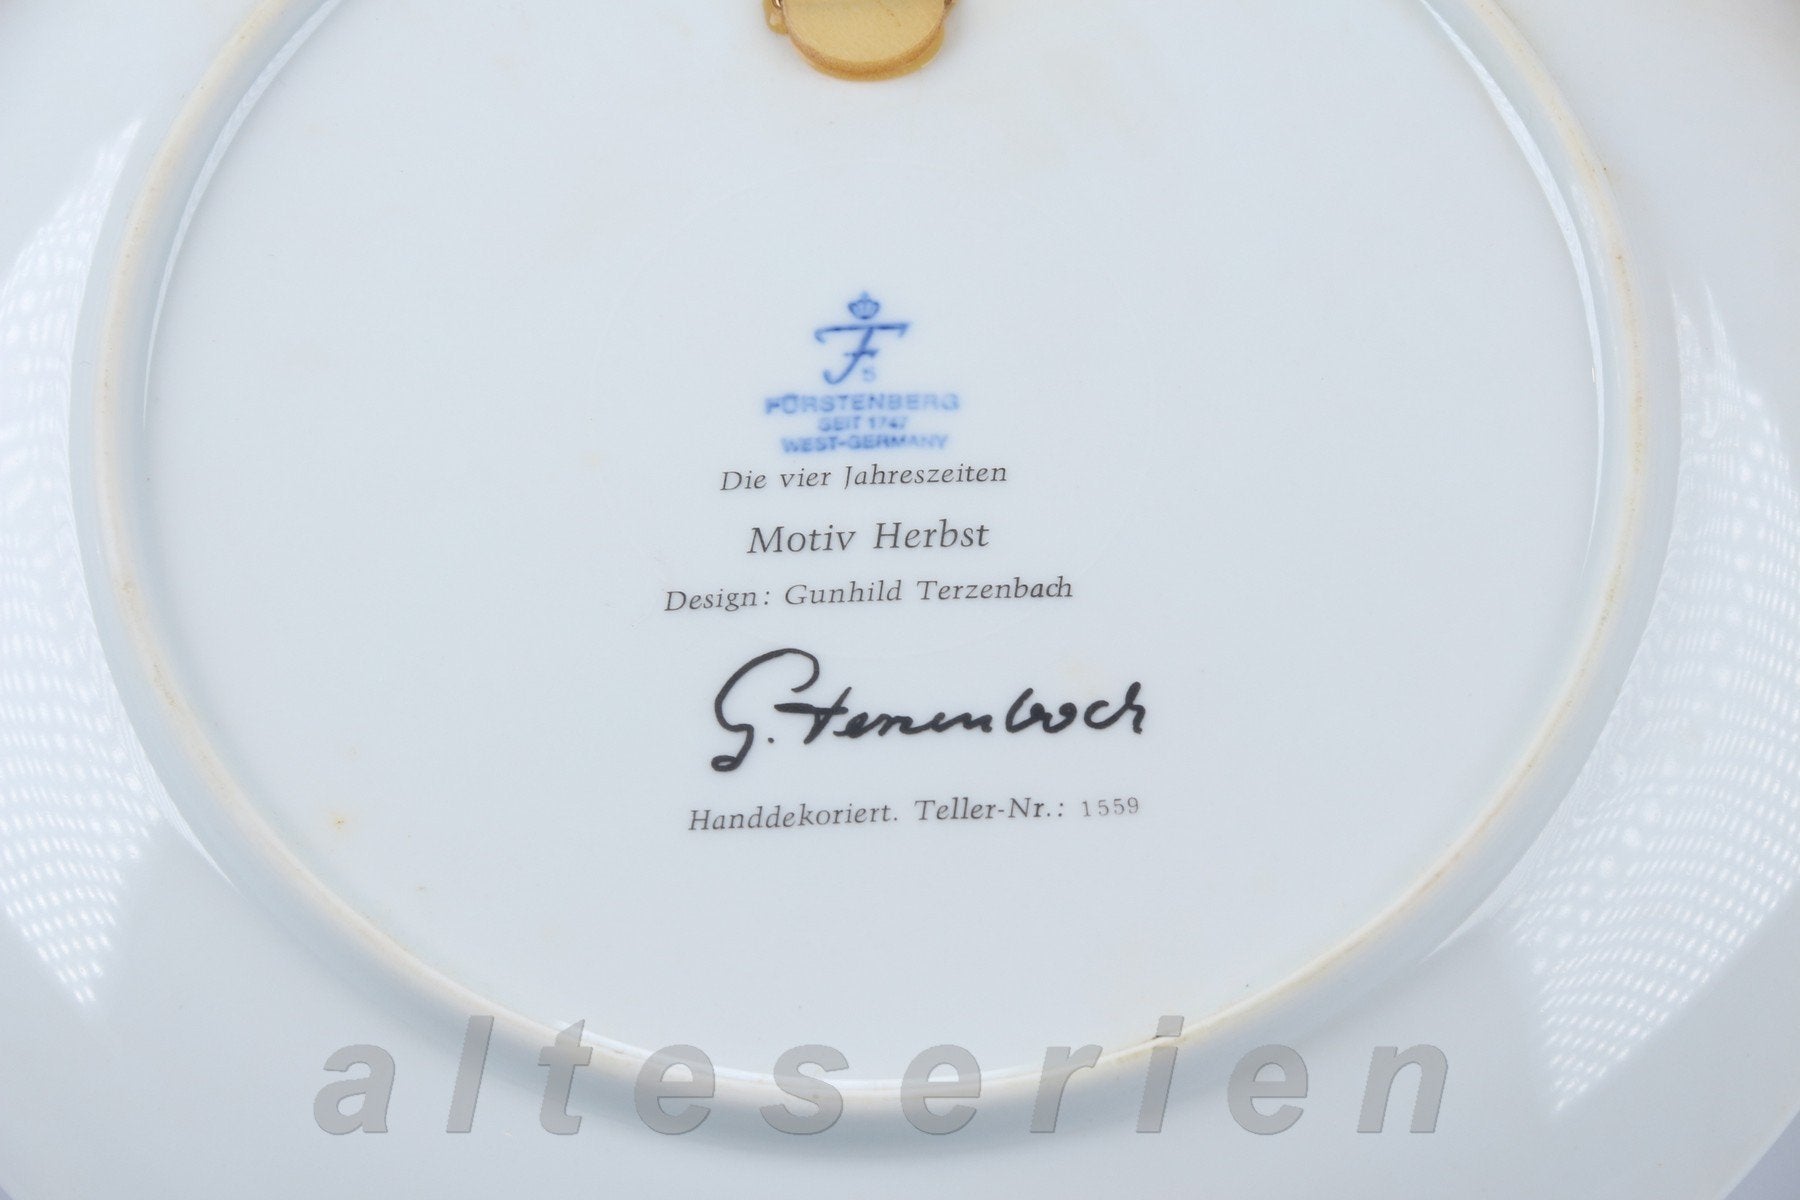 F
5
FÜRSTENBERG
SEIT 1747
WEST-GERMANY
Die vier Jahreszeiten
Motiv Herbst
Design: Gunhild Terzenbach
G. Terzenbach
Handdekoriert. Teller-Nr.: 1559
alteserien